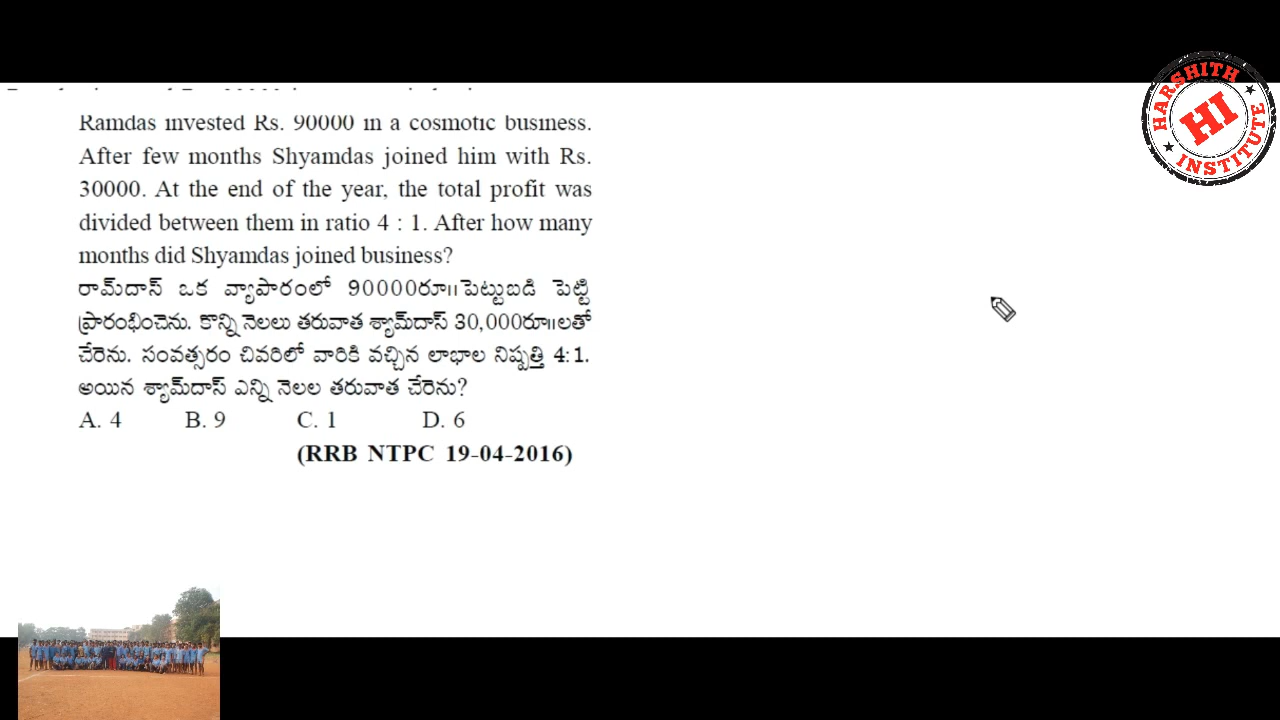 Ramdas invested Rs. 90000 in a cosmotic business.
After few months Shyamdas joined him with Rs.
30000. At the end of the year, the total profit was
divided between them in ratio 4 : 1. After how many
months did Shyamdas joined business?
రామ్‌దాస్ ఒక వ్యాపారంలో 90000రూ॥పెట్టుబడి పెట్టి
ప్రారంభించెను. కొన్ని నెలలు తరువాత శ్యామ్‌దాస్ 30,000రూ॥లతో
చేరెను. సంవత్సరం చివరిలో వారికి వచ్చిన లాభాల నిష్పత్తి 4:1.
అయిన శ్యామ్‌దాస్ ఎన్ని నెలల తరువాత చేరెను?
A. 4 B. 9 C. 1 D. 6
(RRB NTPC 19-04-2016)
HARSHITH
HI
INSTITUTE